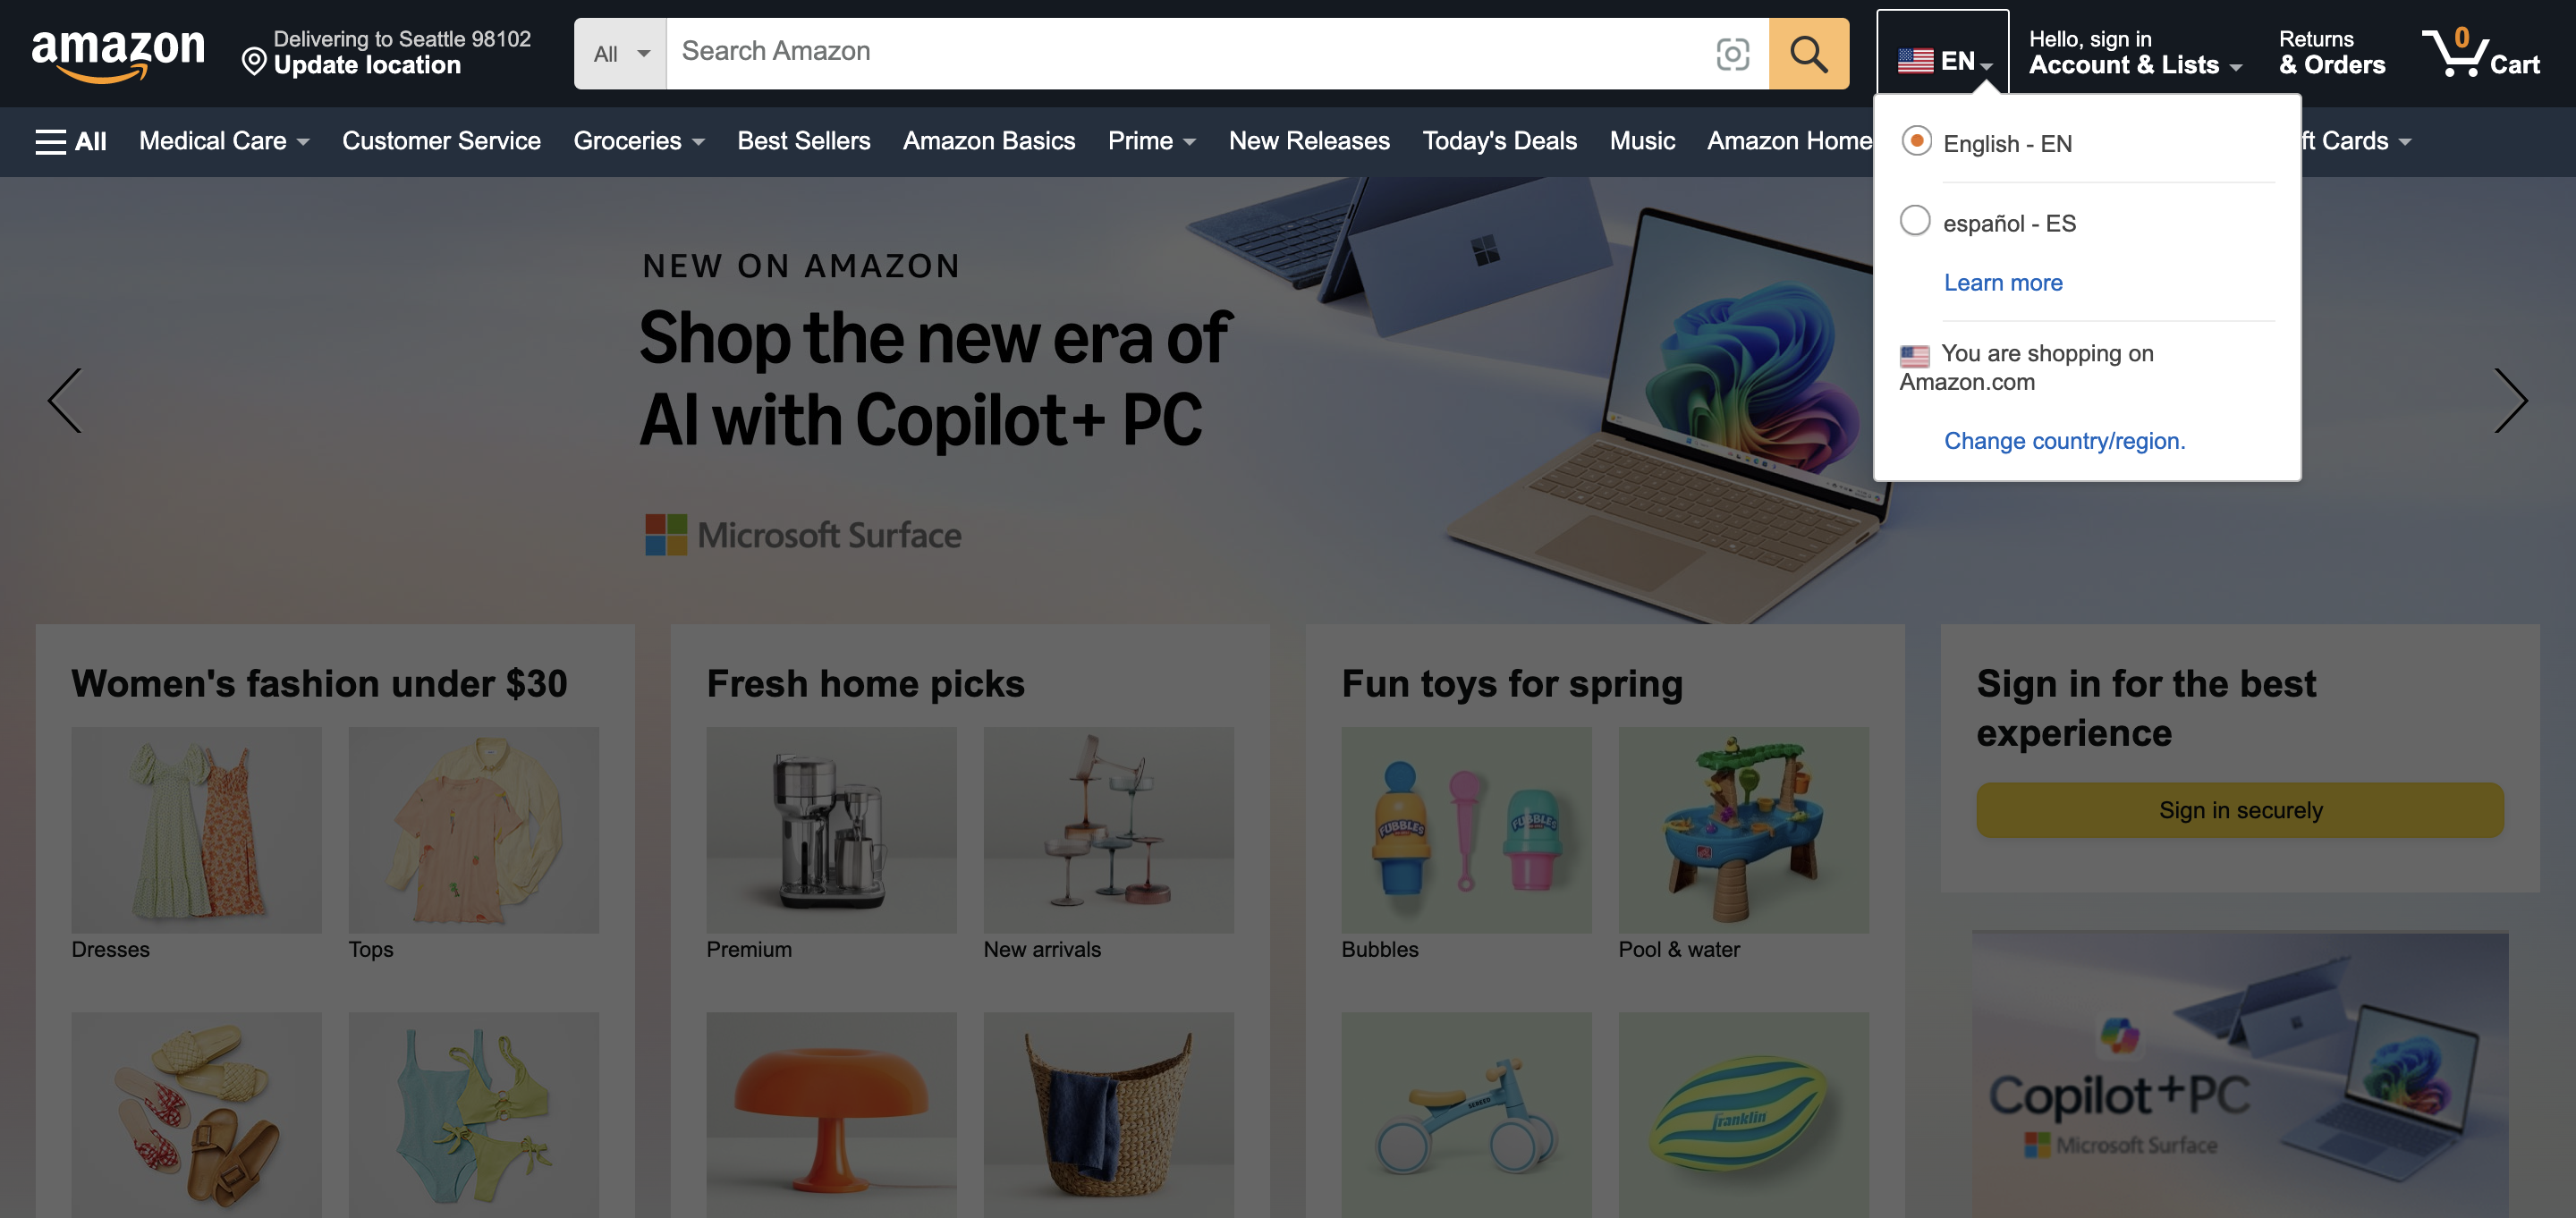 amazon
Delivering to Seattle 98102
Update location
All
Search Amazon
EN
Hello, sign in
Account & Lists
Returns
& Orders
0
Cart
All
Medical Care
Customer Service
Groceries
Best Sellers
Amazon Basics
Prime
New Releases
Today's Deals
Music
Amazon Home
ft Cards
English - EN
español - ES
Learn more
You are shopping on
Amazon.com
Change country/region.
NEW ON AMAZON
Shop the new era of
AI with Copilot+ PC
Microsoft Surface
Women's fashion under $30
Dresses
Tops
Fresh home picks
Premium
New arrivals
Fun toys for spring
FUBBLES
FUBBLES
Bubbles
Pool & water
Franklin
Sign in for the best
experience
Sign in securely
Copilot+PC
Microsoft Surface